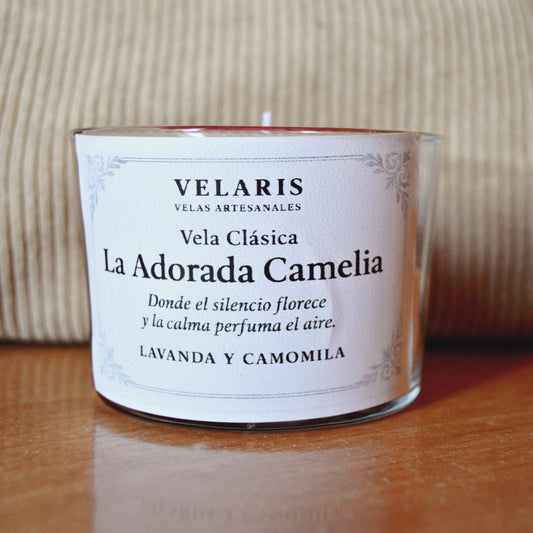 VELARIS
VELAS ARTESANALES
Vela Clásica
La Adorada Camelia
Donde el silencio florece
y la calma perfuma el aire.
LAVANDA Y CAMOMILA